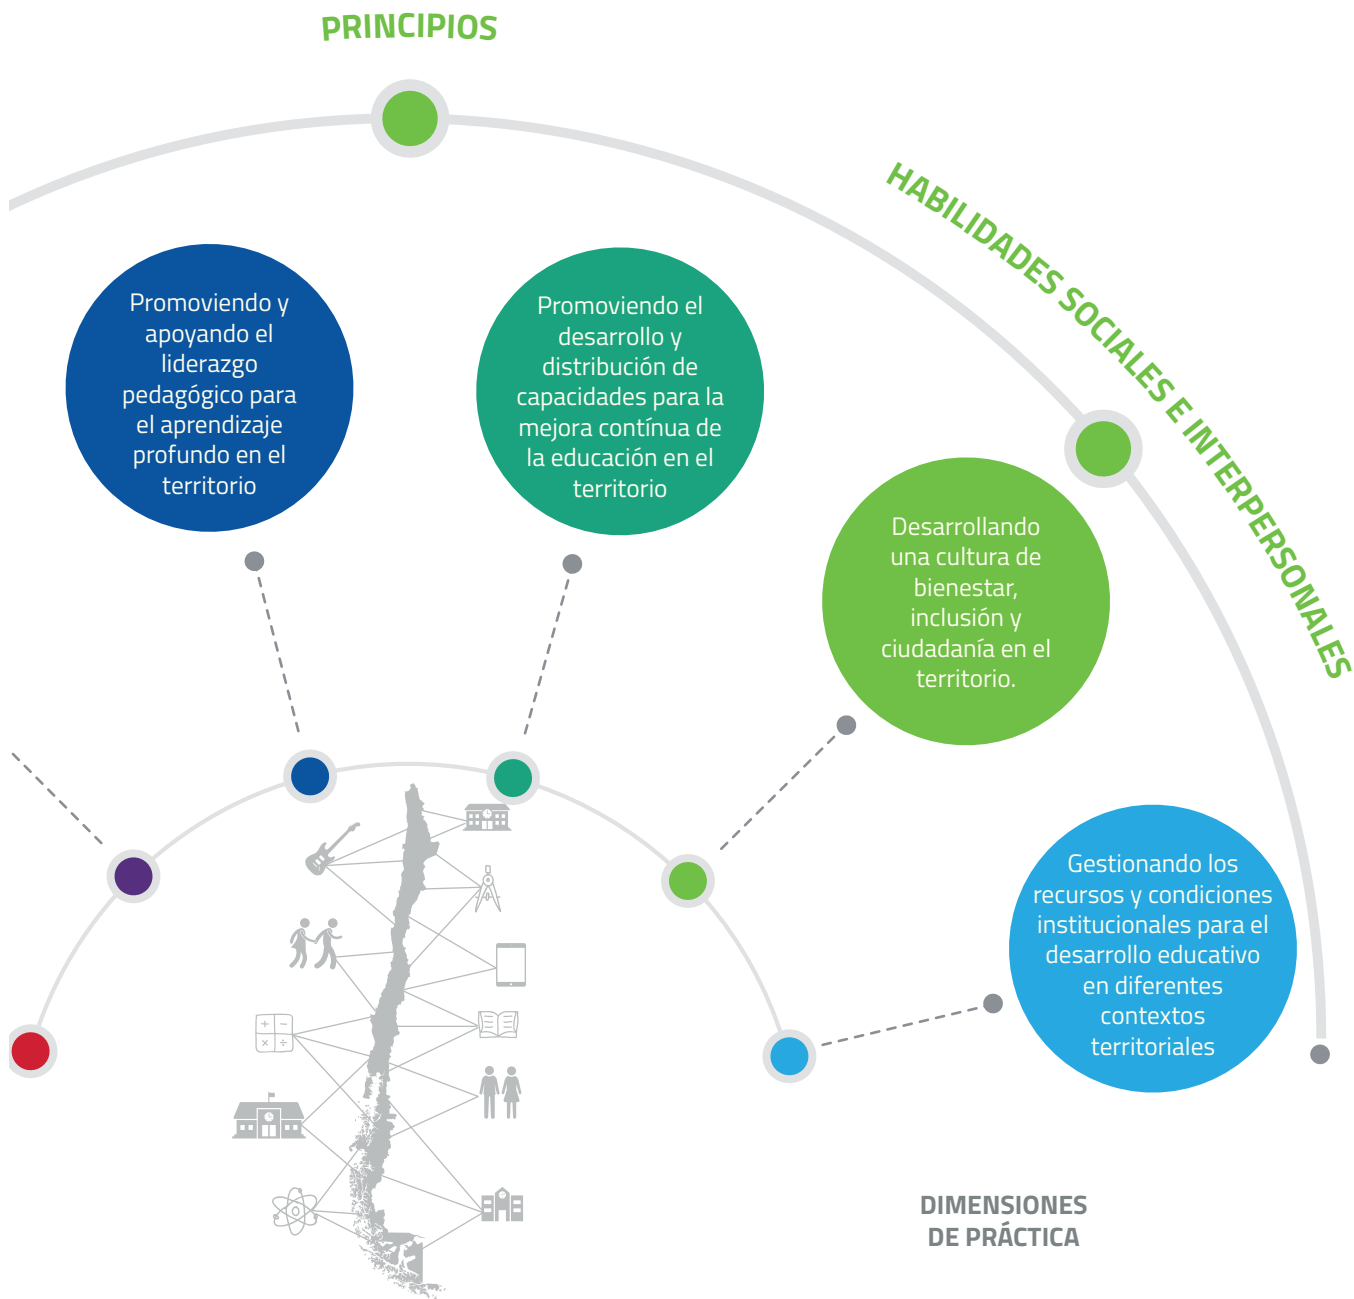 PRINCIPIOS
HABILIDADES SOCIALES E INTERPERSONALES
Promoviendo y
apoyando el
liderazgo
pedagógico para
el aprendizaje
profundo en el
territorio
Promoviendo el
desarrollo y
distribución de
capacidades para la
mejora contínua de
la educación en el
territorio
Desarrollando
una cultura de
bienestar,
inclusión y
ciudadanía en el
territorio.
Gestionando los
recursos y condiciones
institucionales para el
desarrollo educativo
en diferentes
contextos
territoriales
DIMENSIONES
DE PRÁCTICA